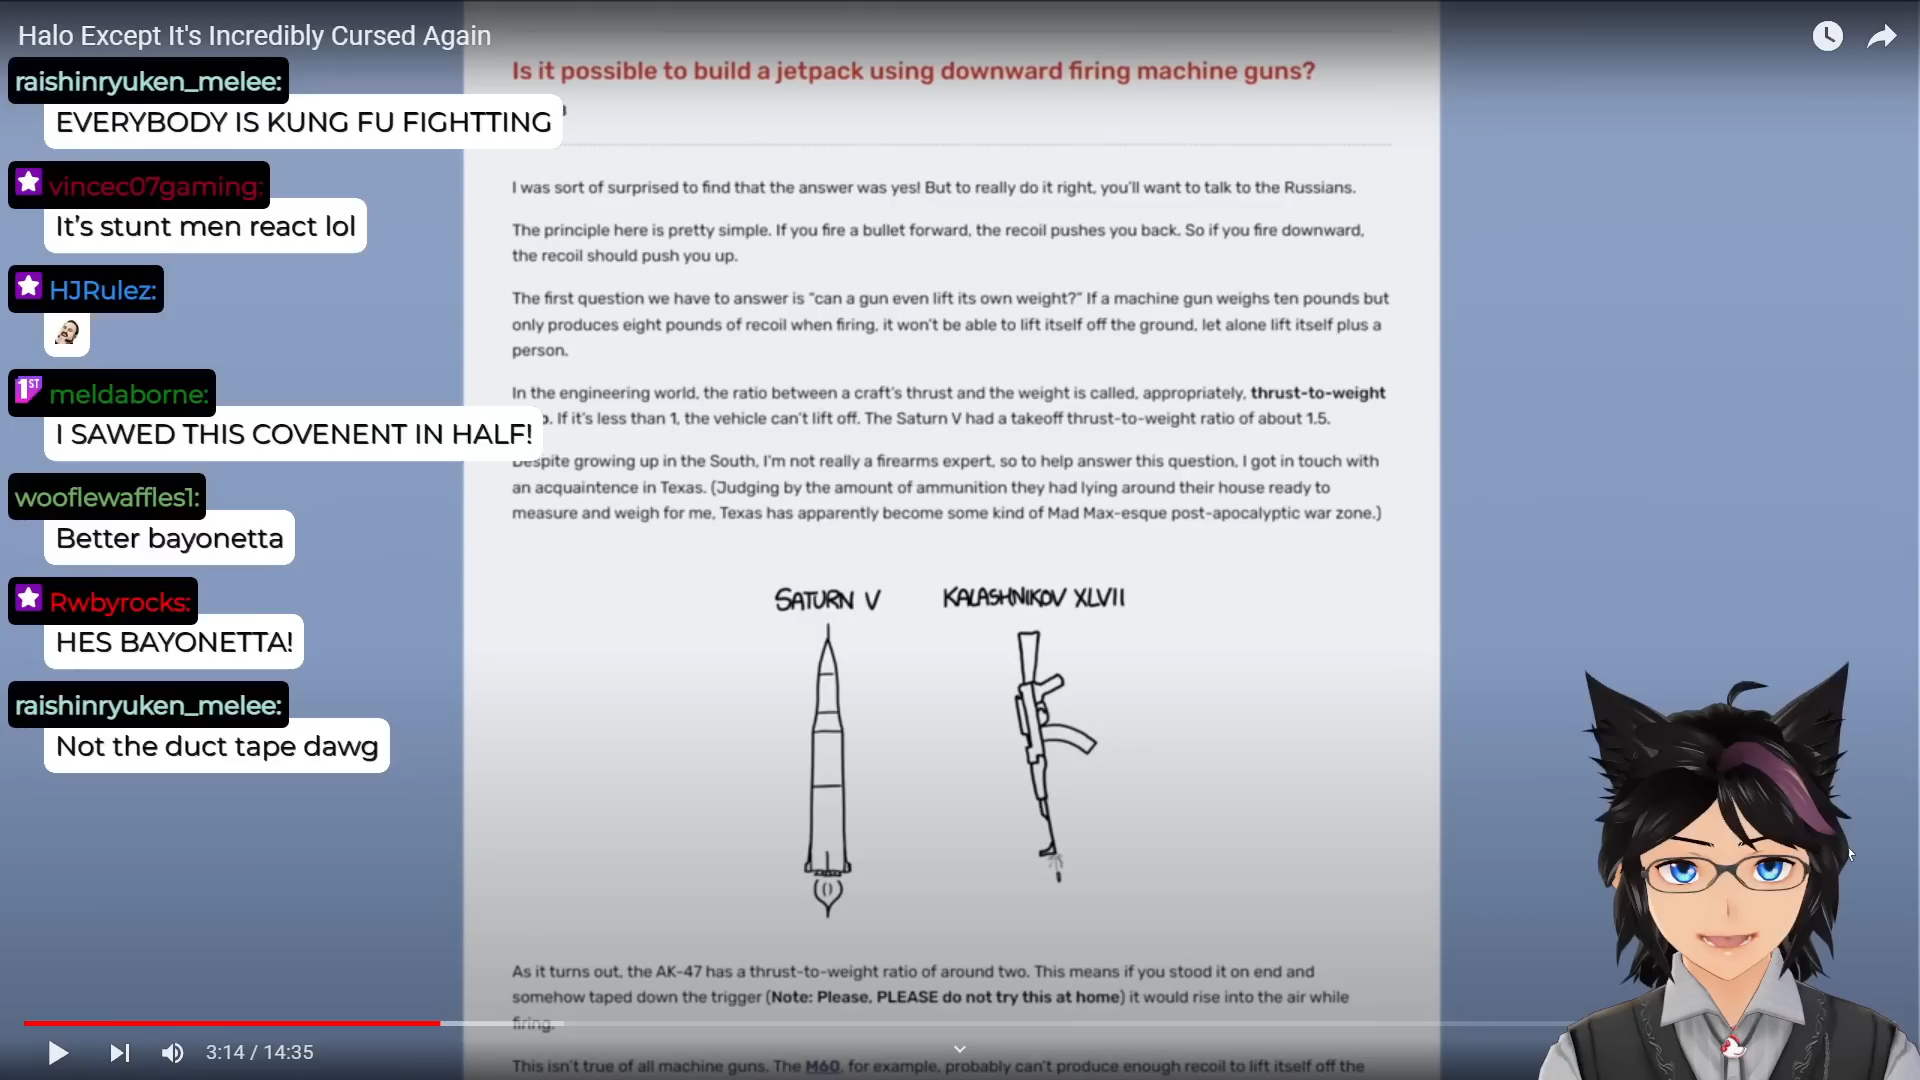 Halo Except It's Incredibly Cursed Again
raishinryuken_melee:
EVERYBODY IS KUNG FU FIGHTTING
vincec07gaming:
It's stunt men react lol
HJRulez:
1ST meldaborne:
I SAWED THIS COVENENT IN HALF!
wooflewaffles1:
Better bayonetta
Rwbyrocks:
HES BAYONETTA!
raishinryuken_melee:
Not the duct tape dawg
Is it possible to build a jetpack using downward firing machine guns?
I was sort of surprised to find that the answer was yes! But to really do it right, you'll want to talk to the Russians.
The principle here is pretty simple. If you fire a bullet forward, the recoil pushes you back. So if you fire downward,
the recoil should push you up.
The first question we have to answer is "can a gun even lift its own weight?" If a machine gun weighs ten pounds but
only produces eight pounds of recoil when firing, it won't be able to lift itself off the ground, let alone lift itself plus a
person.
In the engineering world, the ratio between a craft's thrust and the weight is called, appropriately, thrust-to-weight
If it's less than 1, the vehicle can't lift off. The Saturn V had a takeoff thrust-to-weight ratio of about 1.5.
Despite growing up in the South, I'm not really a firearms expert, so to help answer this question, I got in touch with
an acquaintence in Texas. (Judging by the amount of ammunition they had lying around their house ready to
measure and weigh for me, Texas has apparently become some kind of Mad Max-esque post-apocalyptic war zone.)
SATURN V
KALASHNIKOV XLVII
As it turns out, the AK-47 has a thrust-to-weight ratio of around two. This means if you stood it on end and
somehow taped down the trigger (Note: Please, PLEASE do not try this at home) it would rise into the air while
firing.
This isn't true of all machine guns. The M60, for example, probably can't produce enough recoil to lift itself off the
3:14 / 14:35